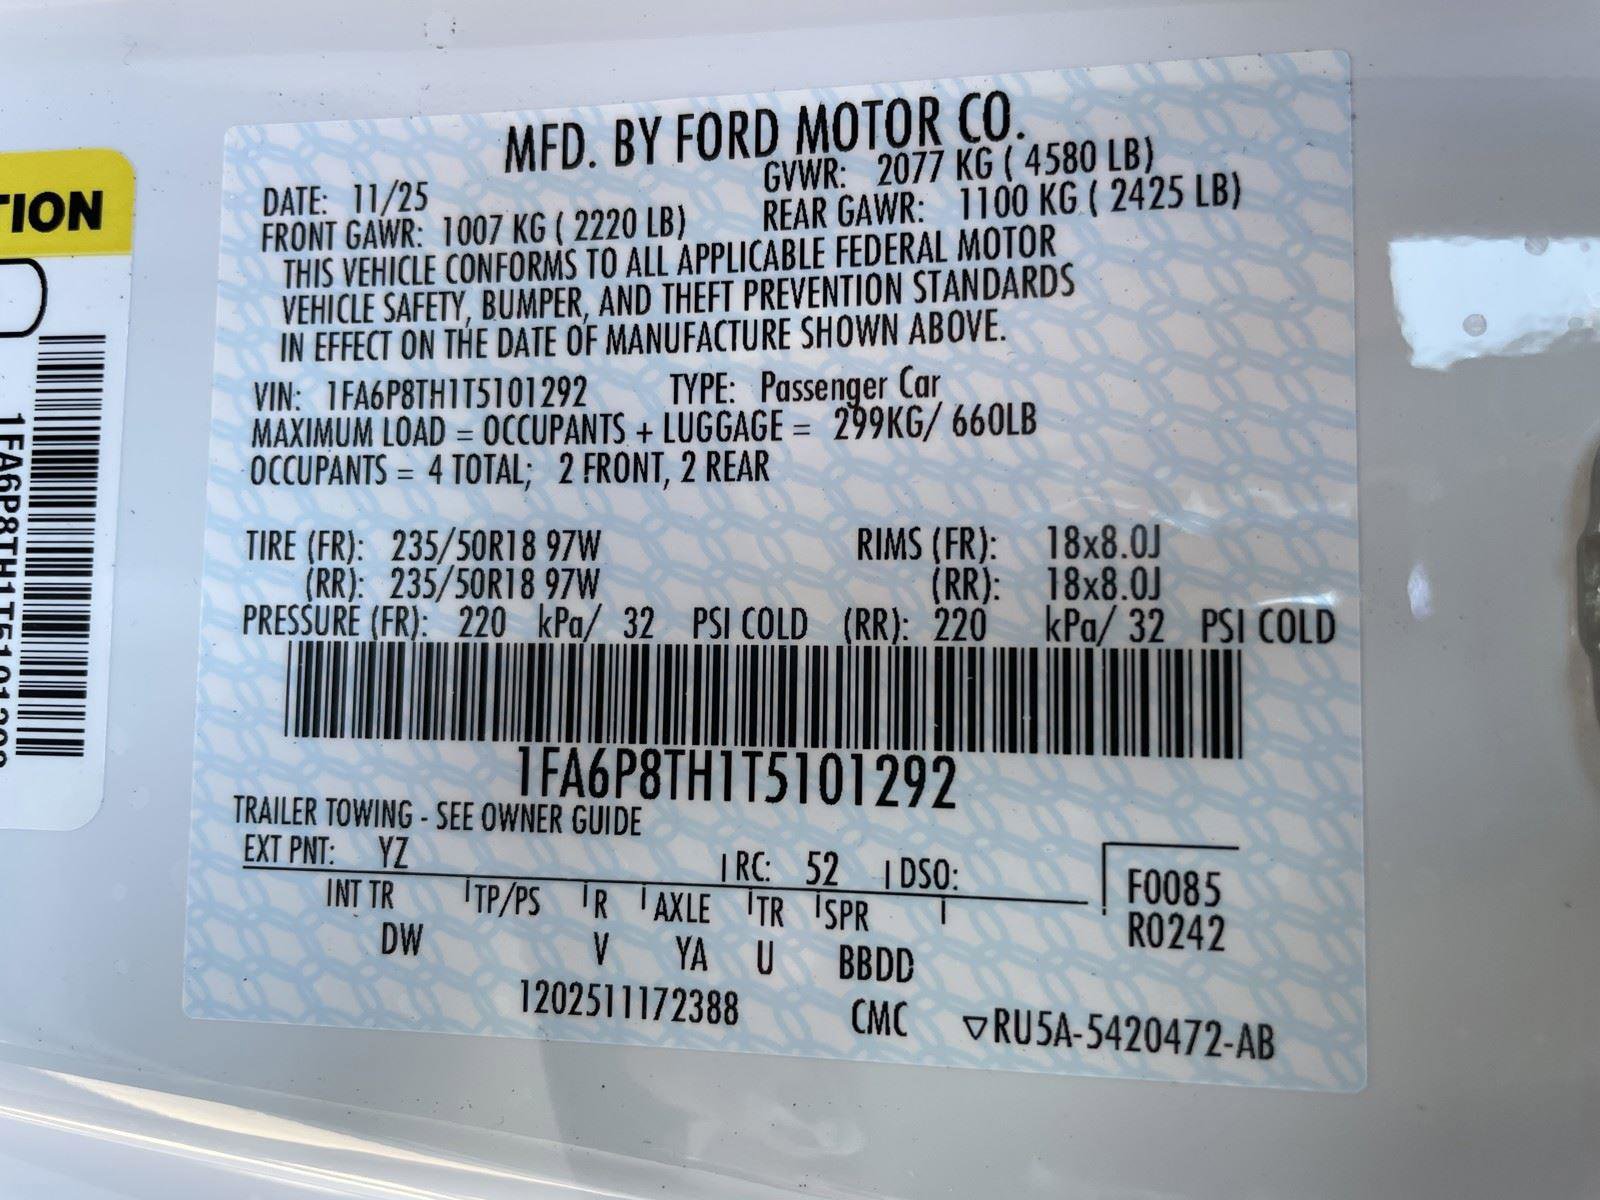 TION
1FA6P8TH1T5101292
MFD. BY FORD MOTOR CO.
DATE: 11/25
GVWR: 2077 KG ( 4580 LB)
FRONT GAWR: 1007 KG ( 2220 LB)
REAR GAWR: 1100 KG ( 2425 LB)
THIS VEHICLE CONFORMS TO ALL APPLICABLE FEDERAL MOTOR
VEHICLE SAFETY, BUMPER, AND THEFT PREVENTION STANDARDS
IN EFFECT ON THE DATE OF MANUFACTURE SHOWN ABOVE.
VIN: 1FA6P8TH1T5101292 TYPE: Passenger Car
MAXIMUM LOAD = OCCUPANTS + LUGGAGE = 299KG/ 660LB
OCCUPANTS = 4 TOTAL; 2 FRONT, 2 REAR
TIRE (FR): 235/50R18 97W RIMS (FR): 18x8.0J
(RR): 235/50R18 97W (RR): 18x8.0J
PRESSURE (FR): 220 kPa/ 32 PSI COLD (RR): 220 kPa/ 32 PSI COLD
1FA6P8TH1T5101292
TRAILER TOWING - SEE OWNER GUIDE
EXT PNT: YZ RC: 52 DSO:
INT TR TP/PS R AXLE TR SPR
DW V YA U BBDD
F0085
R0242
1202511172388 CMC ▽RU5A-5420472-AB